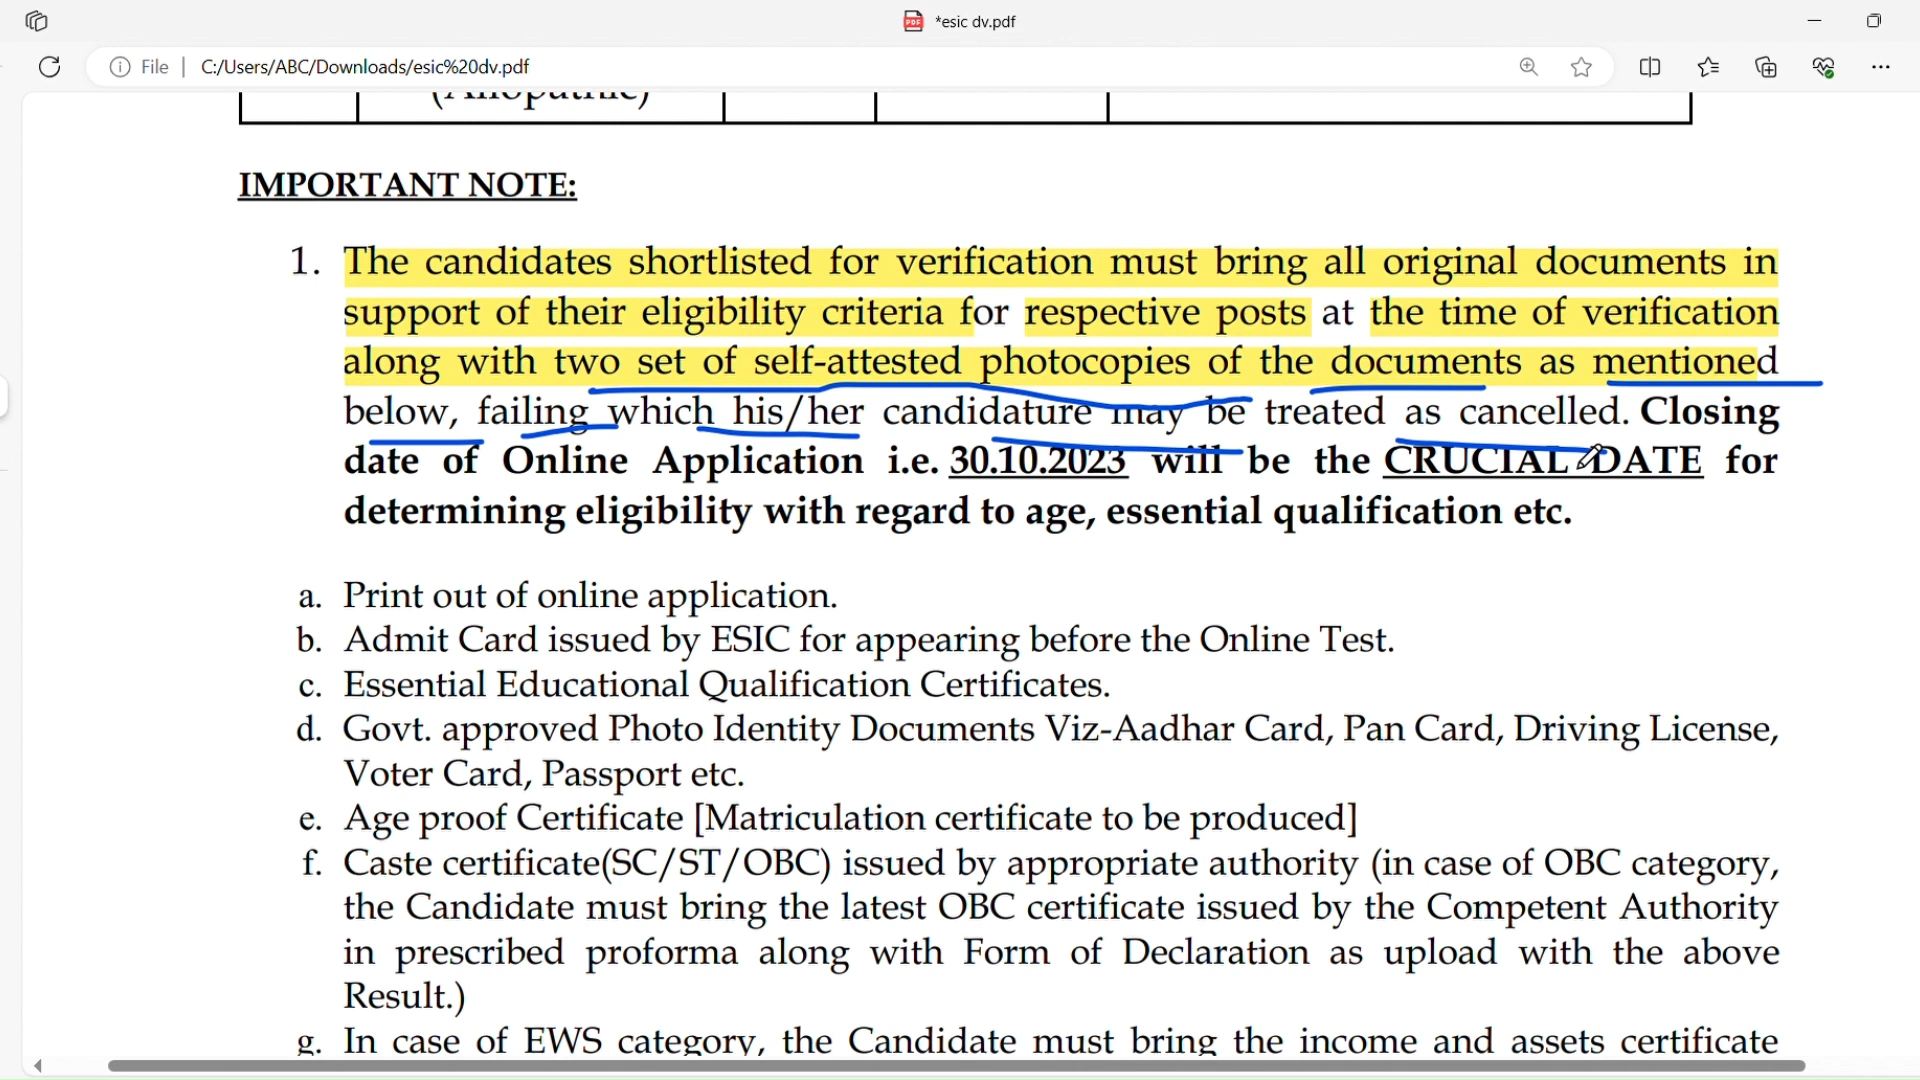 PDF *esic dv.pdf
File | C:/Users/ABC/Downloads/esic%20dv.pdf
(Allopathic)
IMPORTANT NOTE:
1. The candidates shortlisted for verification must bring all original documents in
support of their eligibility criteria for respective posts at the time of verification
along with two set of self-attested photocopies of the documents as mentioned
below, failing which his/her candidature may be treated as cancelled. Closing
date of Online Application i.e. 30.10.2023 will be the CRUCIAL DATE for
determining eligibility with regard to age, essential qualification etc.
a. Print out of online application.
b. Admit Card issued by ESIC for appearing before the Online Test.
c. Essential Educational Qualification Certificates.
d. Govt. approved Photo Identity Documents Viz-Aadhar Card, Pan Card, Driving License,
Voter Card, Passport etc.
e. Age proof Certificate [Matriculation certificate to be produced]
f. Caste certificate(SC/ST/OBC) issued by appropriate authority (in case of OBC category,
the Candidate must bring the latest OBC certificate issued by the Competent Authority
in prescribed proforma along with Form of Declaration as upload with the above
Result.)
g. In case of EWS category, the Candidate must bring the income and assets certificate